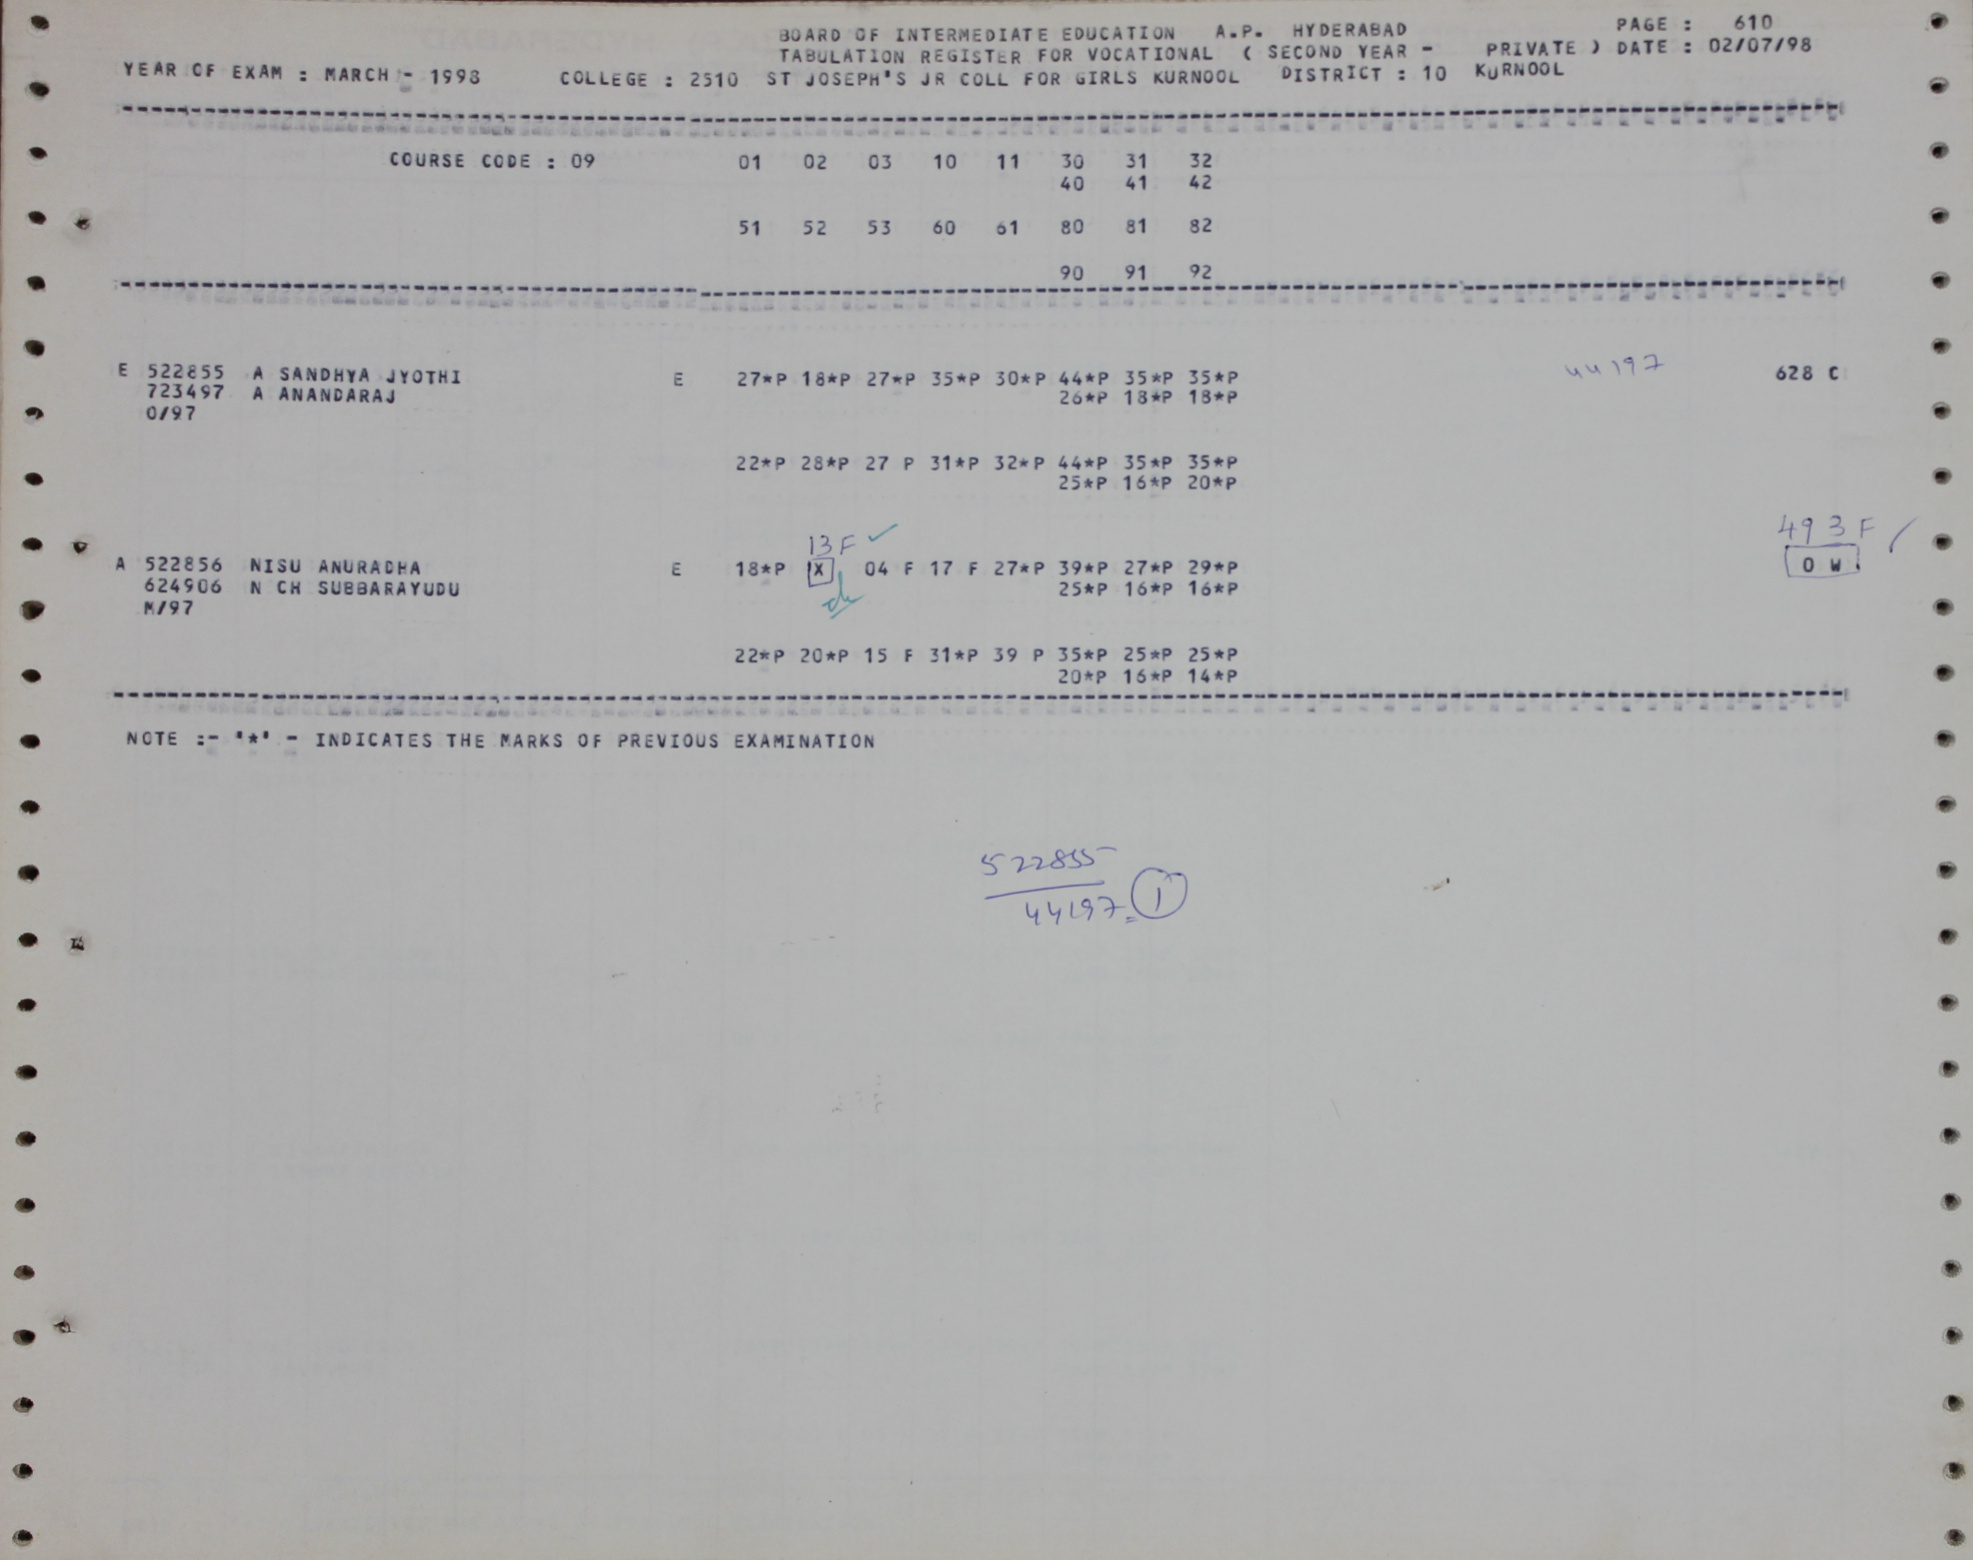 BOARD OF INTERMEDIATE EDUCATION A.P. HYDERABAD PAGE : 610
TABULATION REGISTER FOR VOCATIONAL ( SECOND YEAR - PRIVATE ) DATE : 02/07/98
YEAR OF EXAM : MARCH - 1998 COLLEGE : 2510 ST JOSEPH'S JR COLL FOR GIRLS KURNOOL DISTRICT : 10 KURNOOL
COURSE CODE : 09 01 02 03 10 11 30 31 32
40 41 42
51 52 53 60 61 80 81 82
90 91 92
E 522855 A SANDHYA JYOTHI E 27*P 18*P 27*P 35*P 30*P 44*P 35*P 35*P 44197 628 C
723497 A ANANDARAJ 26*P 18*P 18*P
O/97
22*P 28*P 27 P 31*P 32*P 44*P 35*P 35*P
25*P 16*P 20*P
13 F 493 F
A 522856 NISU ANURADHA E 18*P X 04 F 17 F 27*P 39*P 27*P 29*P O W
624906 N CH SUBBARAYUDU 25*P 16*P 16*P
M/97
22*P 20*P 15 F 31*P 39 P 35*P 25*P 25*P
20*P 16*P 14*P
NOTE :- '*' - INDICATES THE MARKS OF PREVIOUS EXAMINATION
522855
44197 1